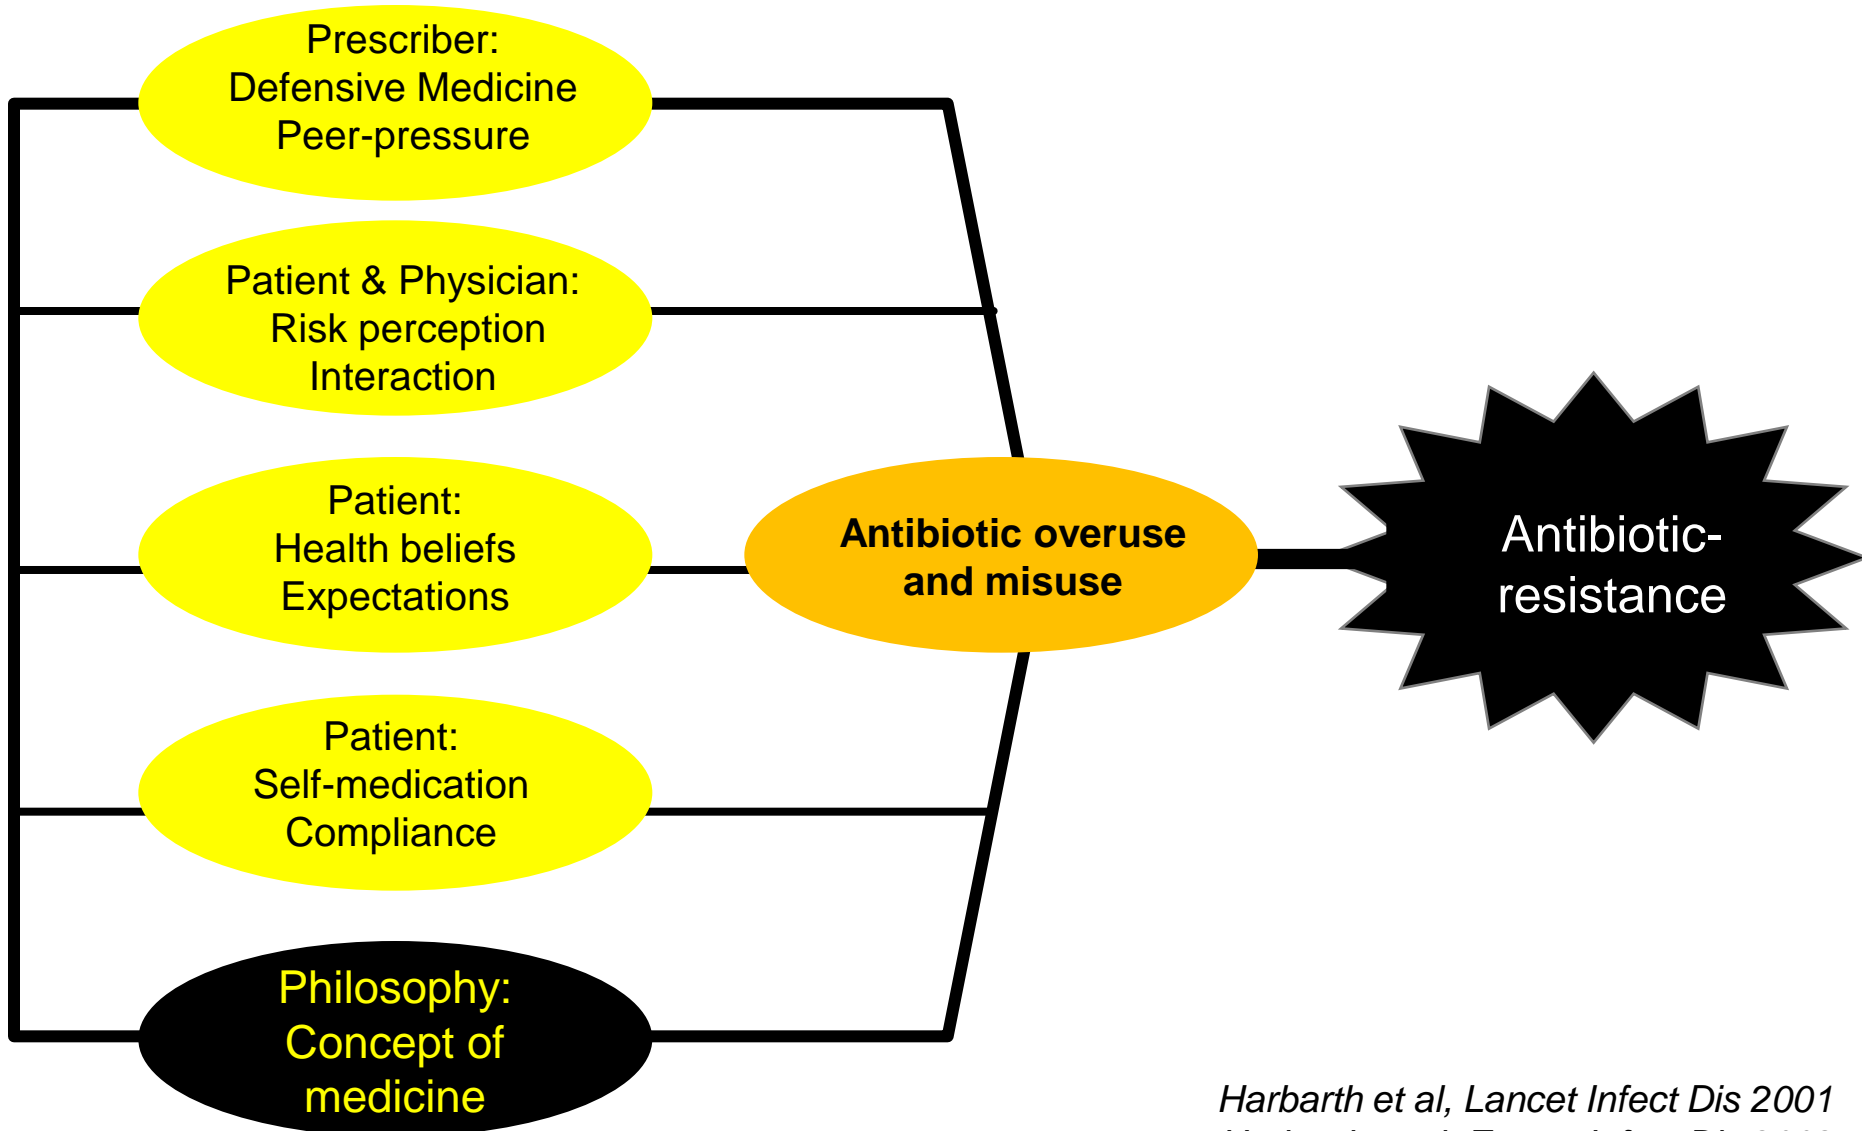 Prescriber:
Defensive Medicine
Peer-pressure
Patient & Physician:
Risk perception
Interaction
Patient:
Health beliefs
Expectations
Patient:
Self-medication
Compliance
Philosophy:
Concept of
medicine
Antibiotic overuse
and misuse
Antibiotic-
resistance
Harbarth et al, Lancet Infect Dis 2001